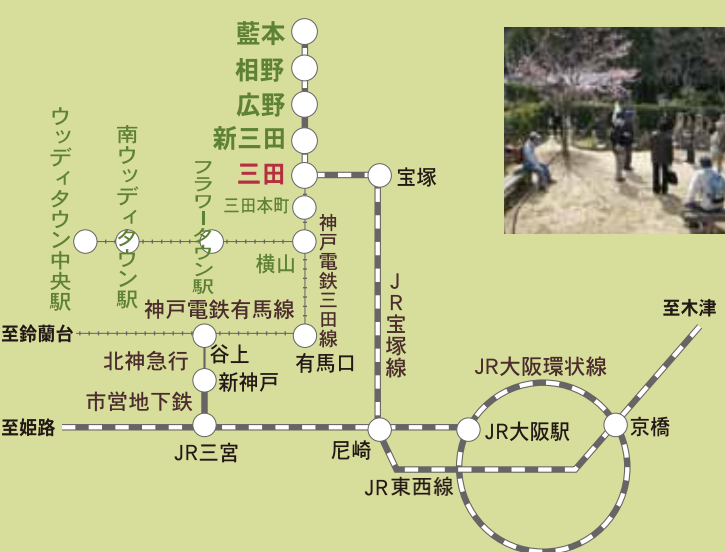 藍本
相野
広野
新三田
三田
宝塚
三田本町
ウッディタウン中央駅
南ウッディタウン駅
フラワータウン駅
横山
神戸電鉄三田線
JR宝塚線
神戸電鉄有馬線
至鈴蘭台
谷上
有馬口
北神急行
新神戸
市営地下鉄
至姫路
JR三宮
尼崎
JR大阪駅
JR大阪環状線
至木津
京橋
JR東西線